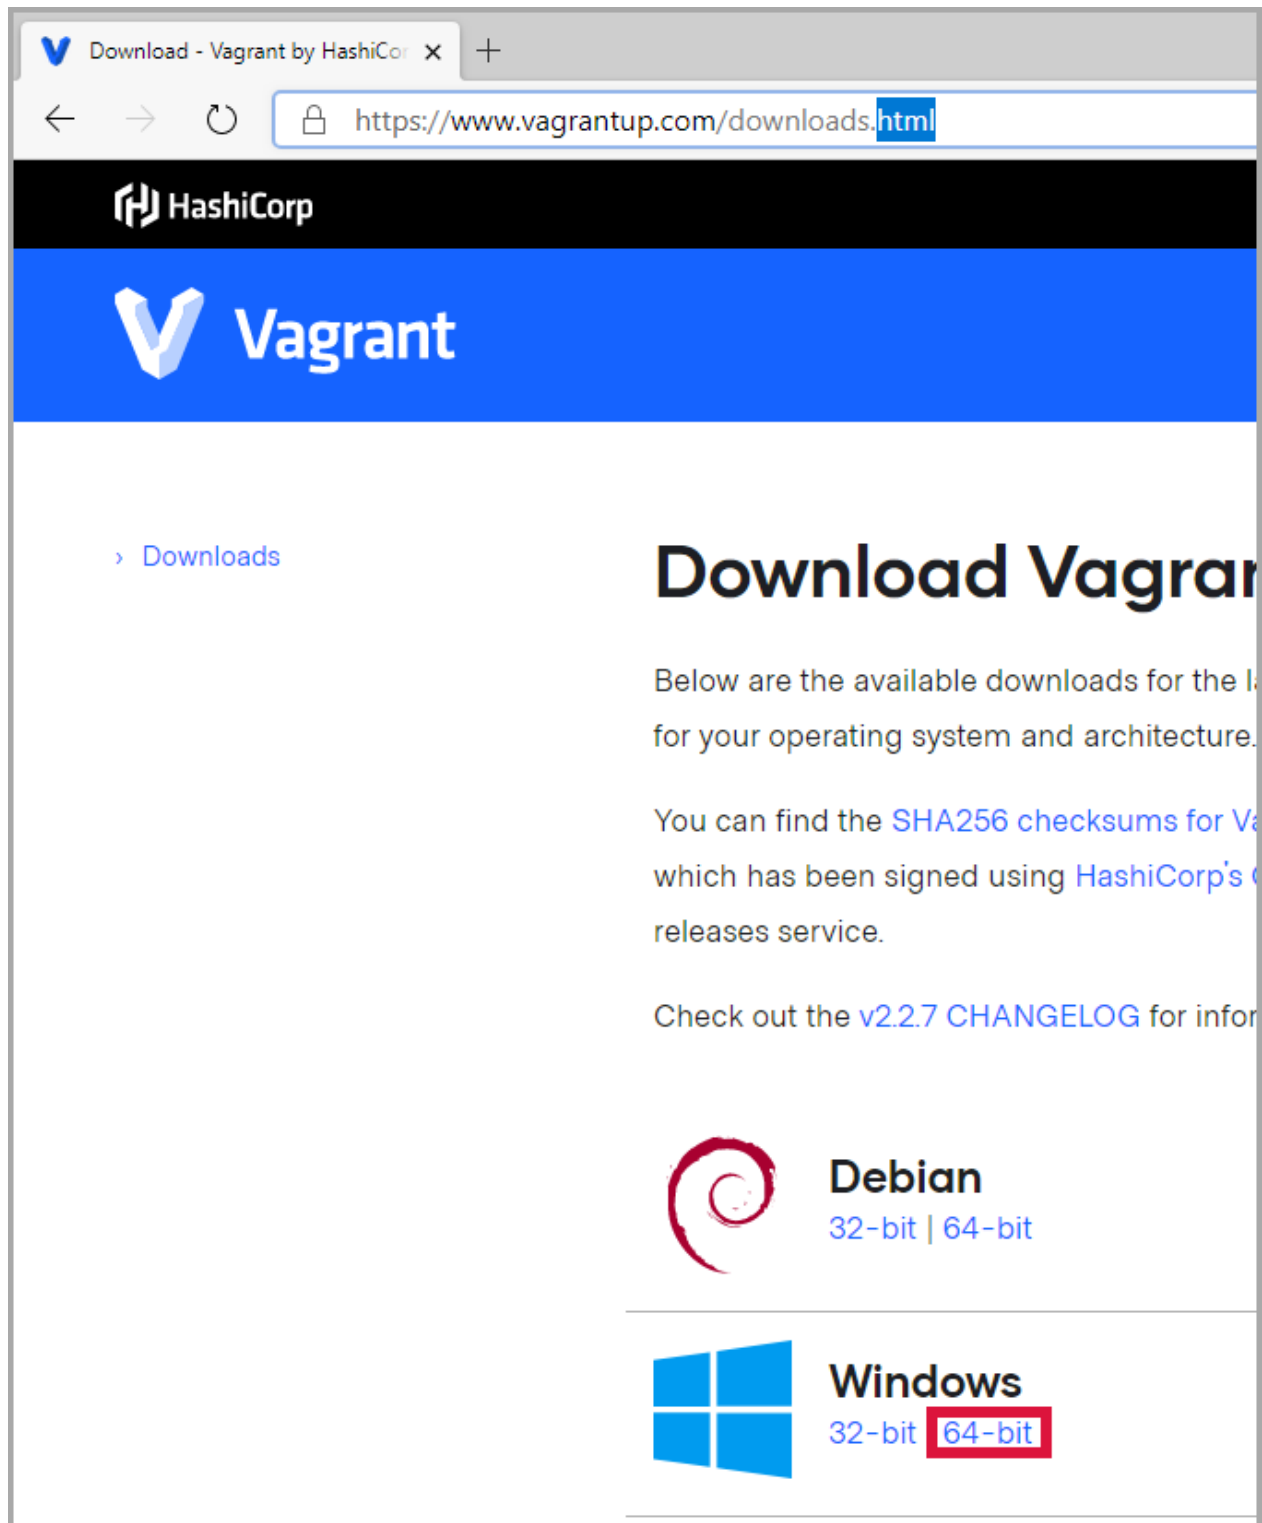 Download - Vagrant by HashiCor
https://www.vagrantup.com/downloads.html
HashiCorp
Vagrant
› Downloads
Download Vagran
Below are the available downloads for the
for your operating system and architecture.
You can find the SHA256 checksums for
which has been signed using HashiCorp's
releases service.
Check out the v2.2.7 CHANGELOG for infor
Debian
32-bit | 64-bit
Windows
32-bit 64-bit